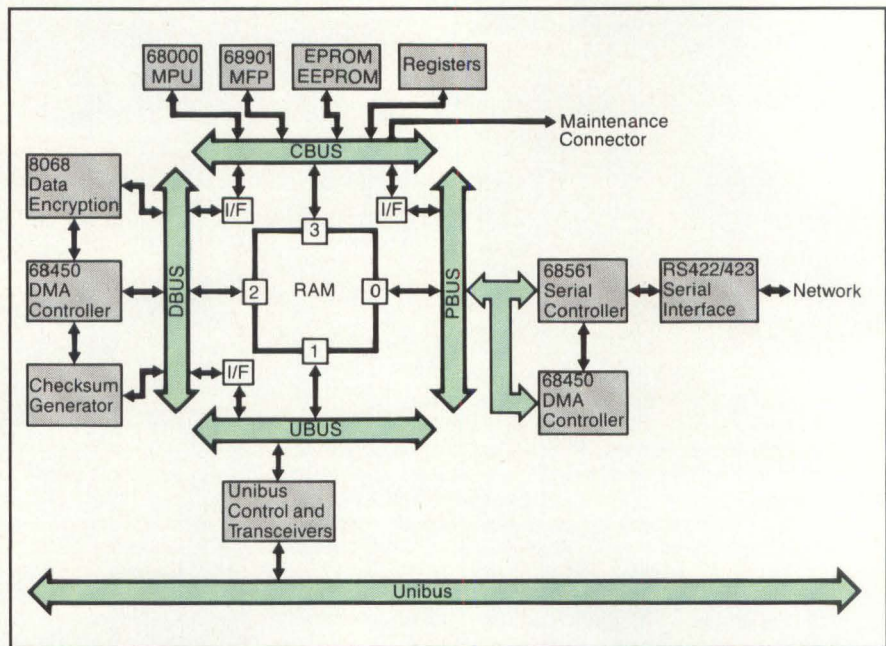 68000
MPU
68901
MFP
EPROM
EEPROM
Registers
Maintenance
Connector
CBUS
8068
Data
Encryption
I/F
I/F
3
68450
DMA
Controller
DBUS
2
RAM
0
PBUS
68561
Serial
Controller
RS422/423
Serial
Interface
Network
1
Checksum
Generator
I/F
68450
DMA
Controller
UBUS
Unibus
Control and
Transceivers
Unibus